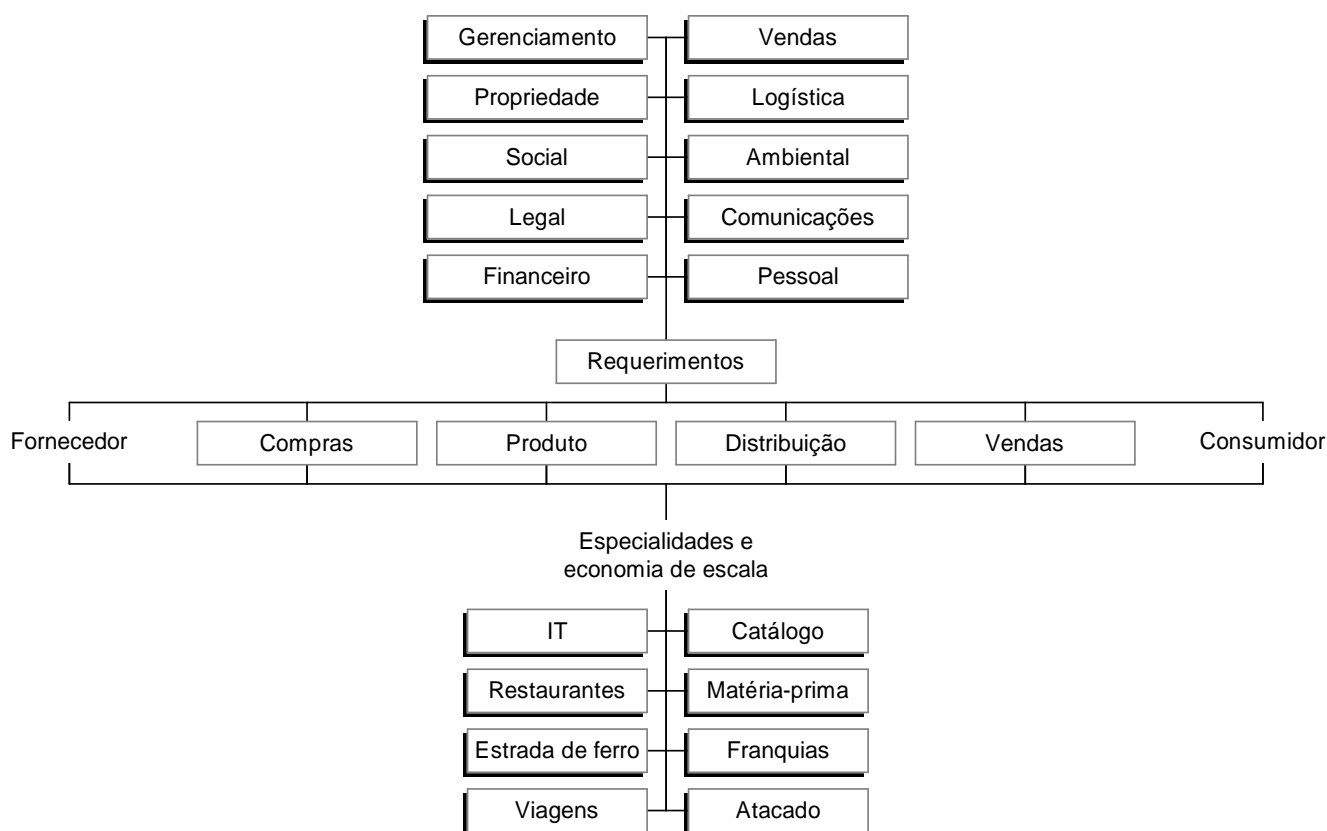 Gerenciamento
Vendas
Propriedade
Logística
Social
Ambiental
Legal
Comunicações
Financeiro
Pessoal
Requerimentos
Fornecedor
Compras
Produto
Distribuição
Vendas
Consumidor
Especialidades e
economia de escala
IT
Catálogo
Restaurantes
Matéria-prima
Estrada de ferro
Franquias
Viagens
Atacado